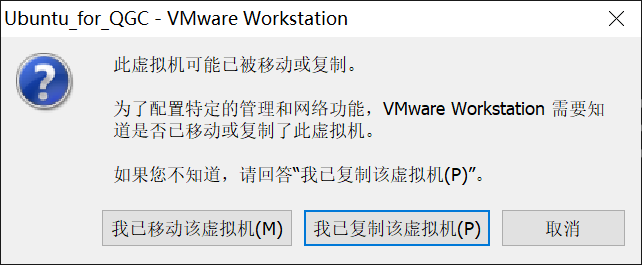 Ubuntu_for_QGC - VMware Workstation
此虚拟机可能已被移动或复制。
为了配置特定的管理和网络功能，VMware Workstation 需要知
道是否已移动或复制了此虚拟机。
如果您不知道，请回答“我已复制该虚拟机(P)”。
我已移动该虚拟机(M)
我已复制该虚拟机(P)
取消